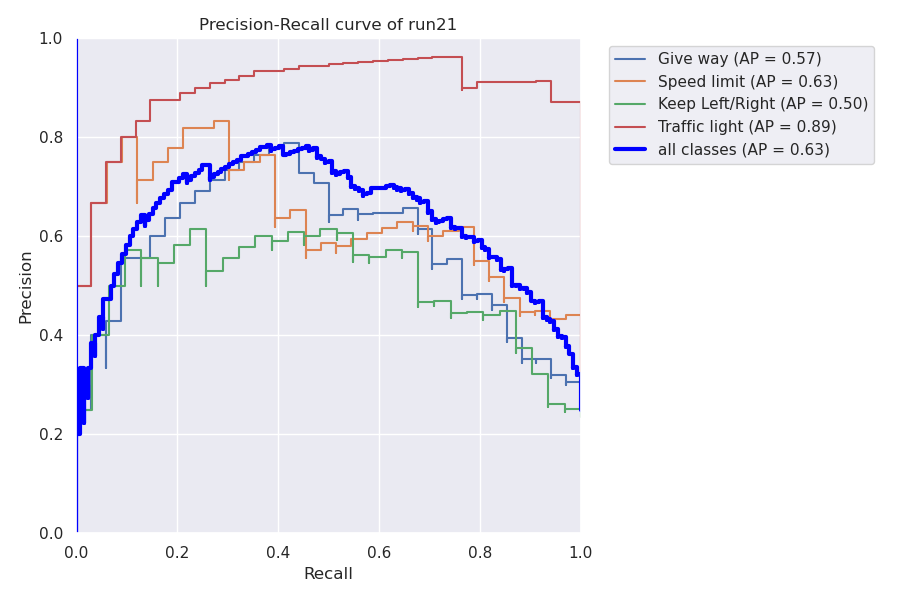 Precision-Recall curve of run21
1.0
0.8
0.6
0.4
0.2
0.0
Precision
0.0 0.2 0.4 0.6 0.8 1.0
Recall
Give way (AP = 0.57)
Speed limit (AP = 0.63)
Keep Left/Right (AP = 0.50)
Traffic light (AP = 0.89)
all classes (AP = 0.63)